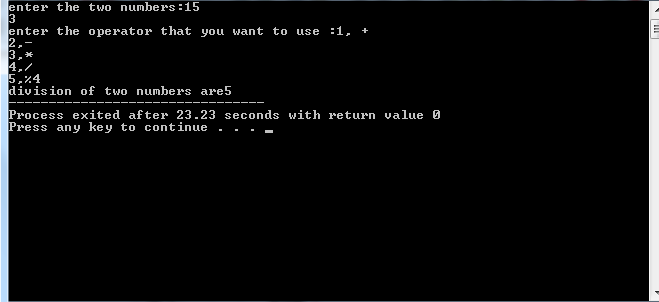 enter the two numbers:15
3
enter the operator that you want to use :1, +
2,-
3,*
4,/
5,%4
division of two numbers are5
--------------------------------
Process exited after 23.23 seconds with return value 0
Press any key to continue . . . _